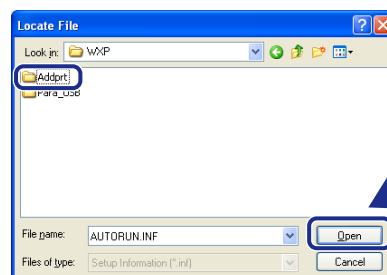 Locate File
Look in: WXP
Addprt
Para_USB
File name: AUTORUN.INF Open
Files of type: Setup Information (*.inf) Cancel